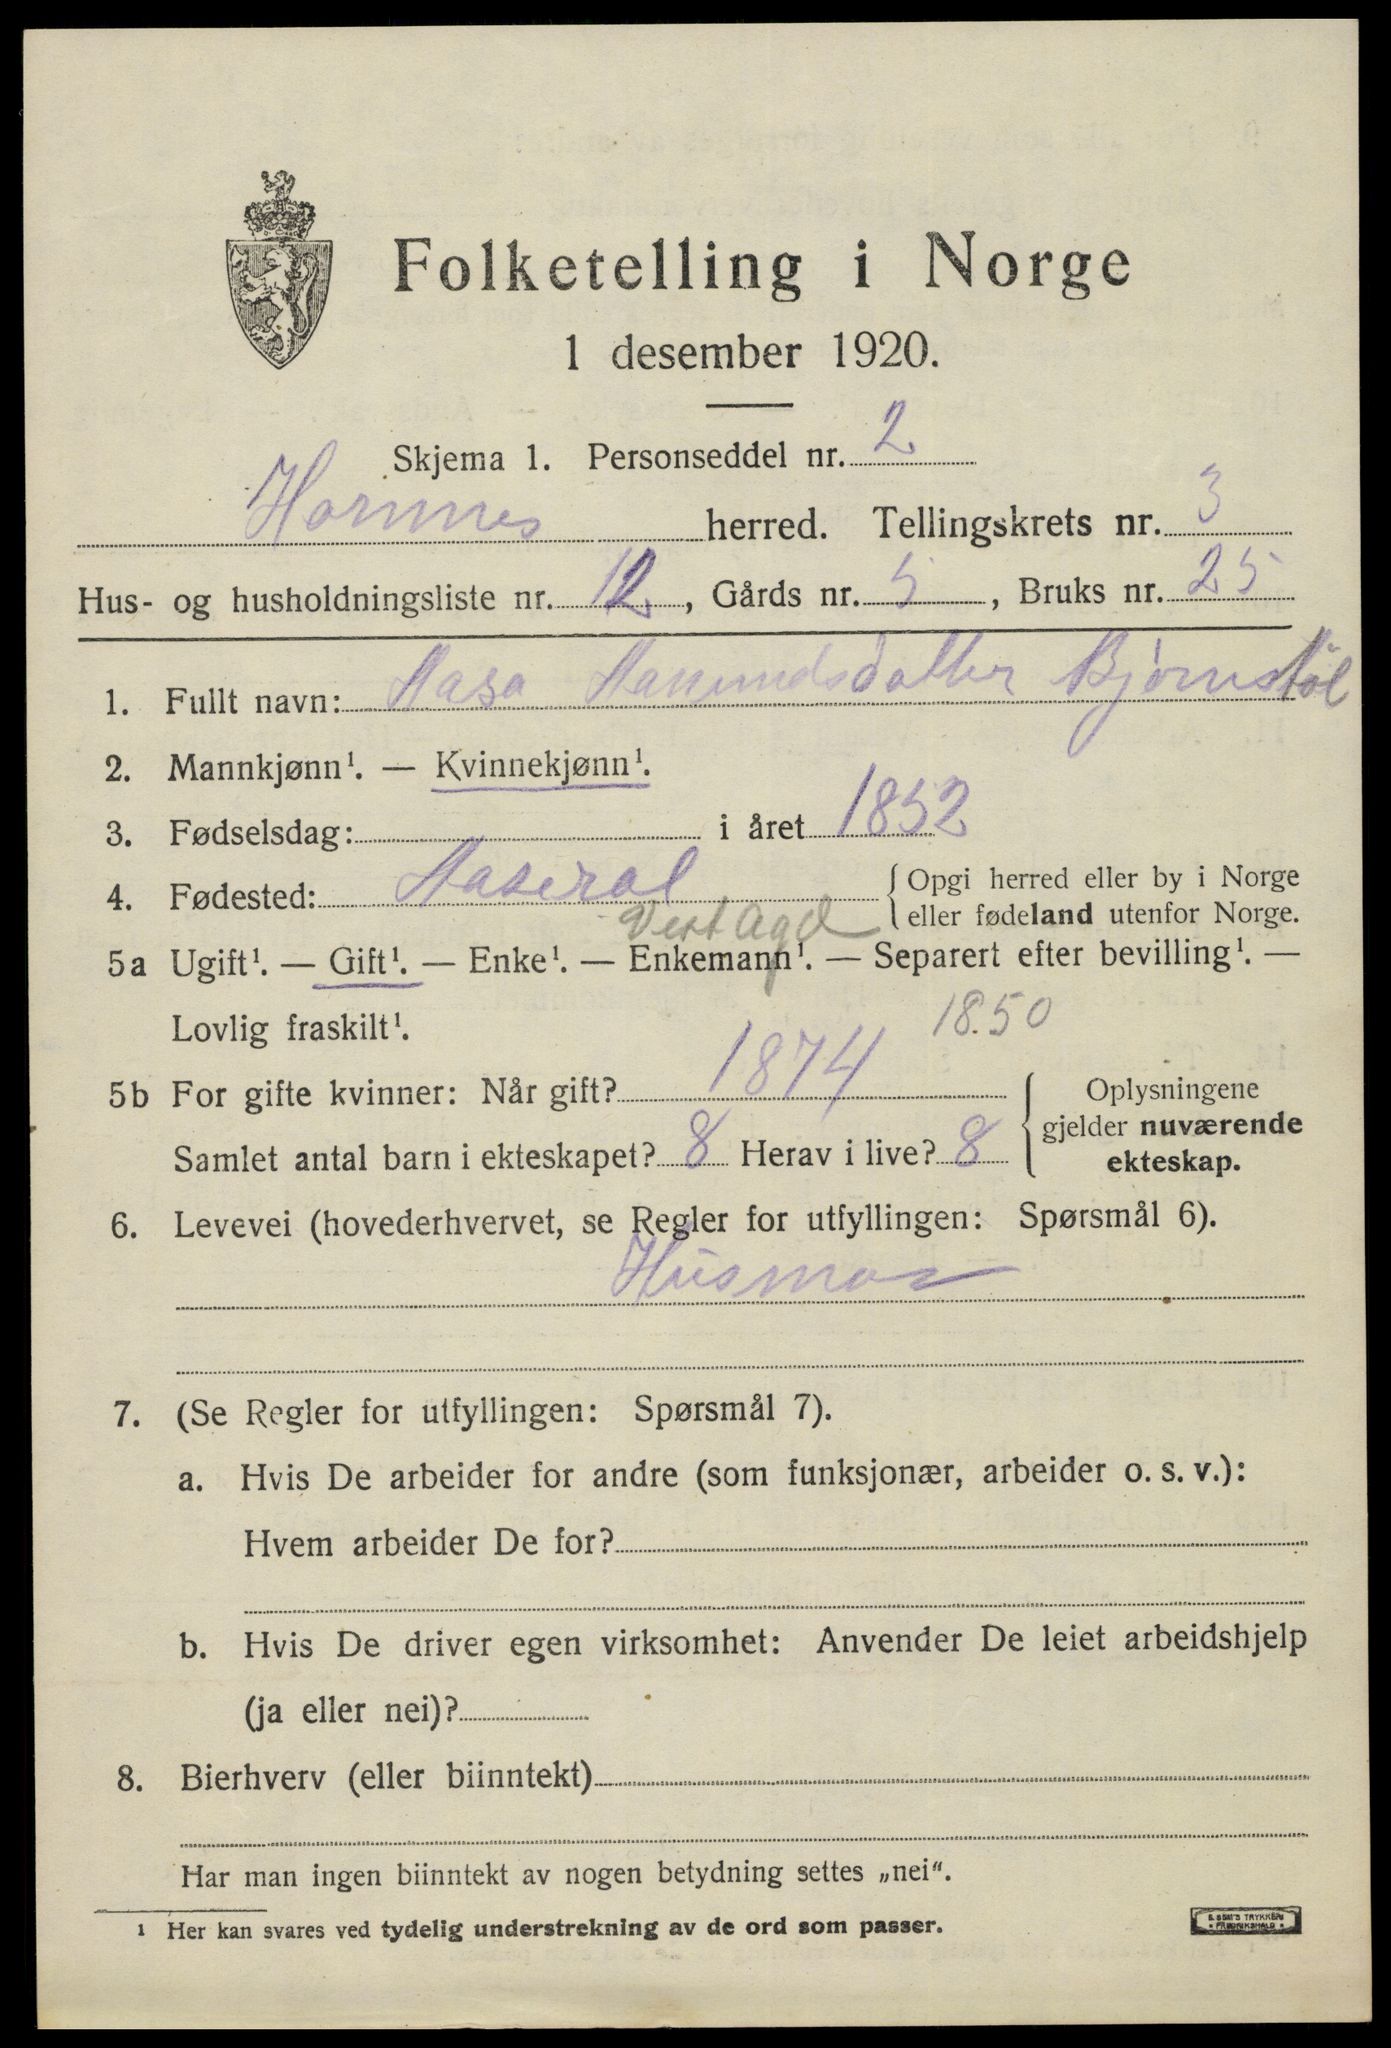 Folketelling i Norge
1 desember 1920.
Skjema 1. Personseddel nr. 2
Hornnes herred. Tellingskrets nr. 3
Hus- og husholdningsliste nr. 12, Gårds nr. 5, Bruks nr. 25
1. Fullt navn: Aasa Aanundsdatter Bjørnstøl
2. Mannkjønn¹. — Kvinnekjønn¹.
3. Fødselsdag: i året 1852
4. Fødested: Aaseral { Opgi herred eller by i Norge
eller fødeland utenfor Norge.
Vest Agd
5a Ugift¹. — Gift¹. — Enke¹. — Enkemann¹. — Separert efter bevilling¹. —
Lovlig fraskilt¹. 1850
5b For gifte kvinner: Når gift? 1874 { Oplysningene
gjelder nuværende
ekteskap.
Samlet antal barn i ekteskapet? 8 Herav i live? 8
6. Levevei (hovederhvervet, se Regler for utfyllingen: Spørsmål 6).
Husmor
7. (Se Regler for utfyllingen: Spørsmål 7).
a. Hvis De arbeider for andre (som funksjonær, arbeider o. s. v.):
Hvem arbeider De for?
b. Hvis De driver egen virksomhet: Anvender De leiet arbeidshjelp
(ja eller nei)?
8. Bierhverv (eller biinntekt)
Har man ingen biinntekt av nogen betydning settes „nei“.
¹ Her kan svares ved tydelig understrekning av de ord som passer.
TRYKKERI
FREDRIKSHALD